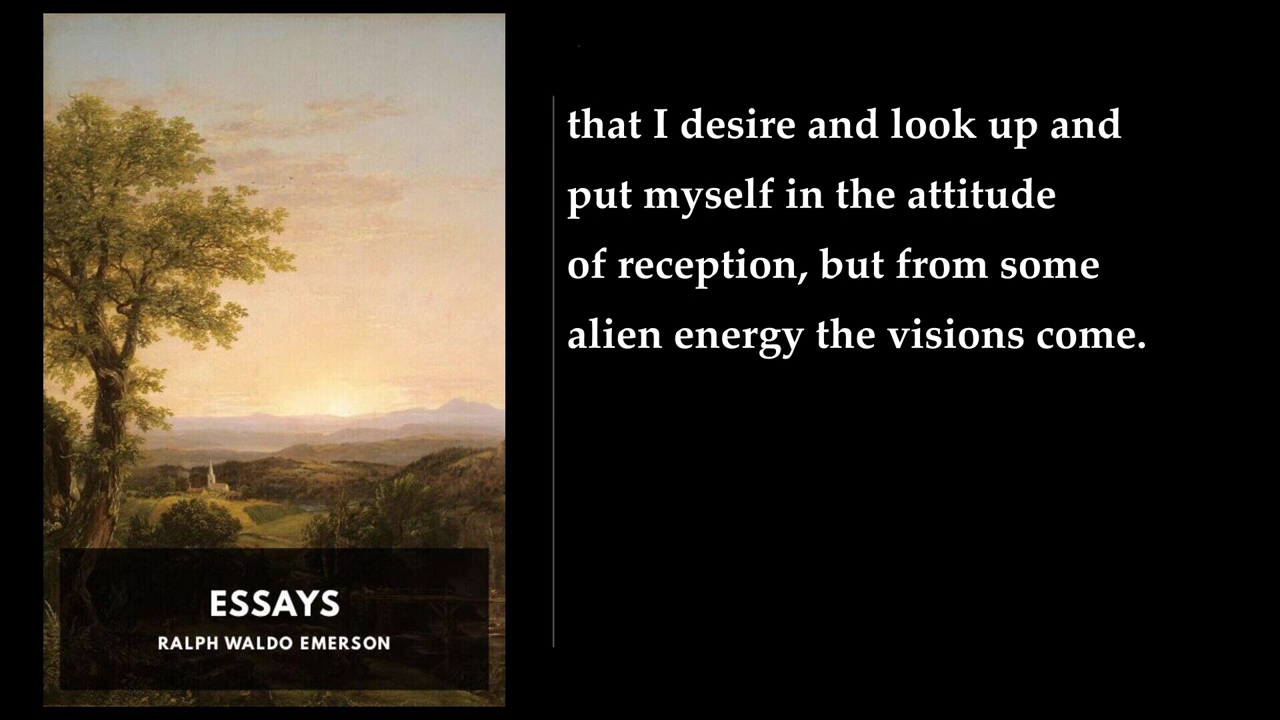 that I desire and look up and
put myself in the attitude
of reception, but from some
alien energy the visions come.
ESSAYS
RALPH WALDO EMERSON